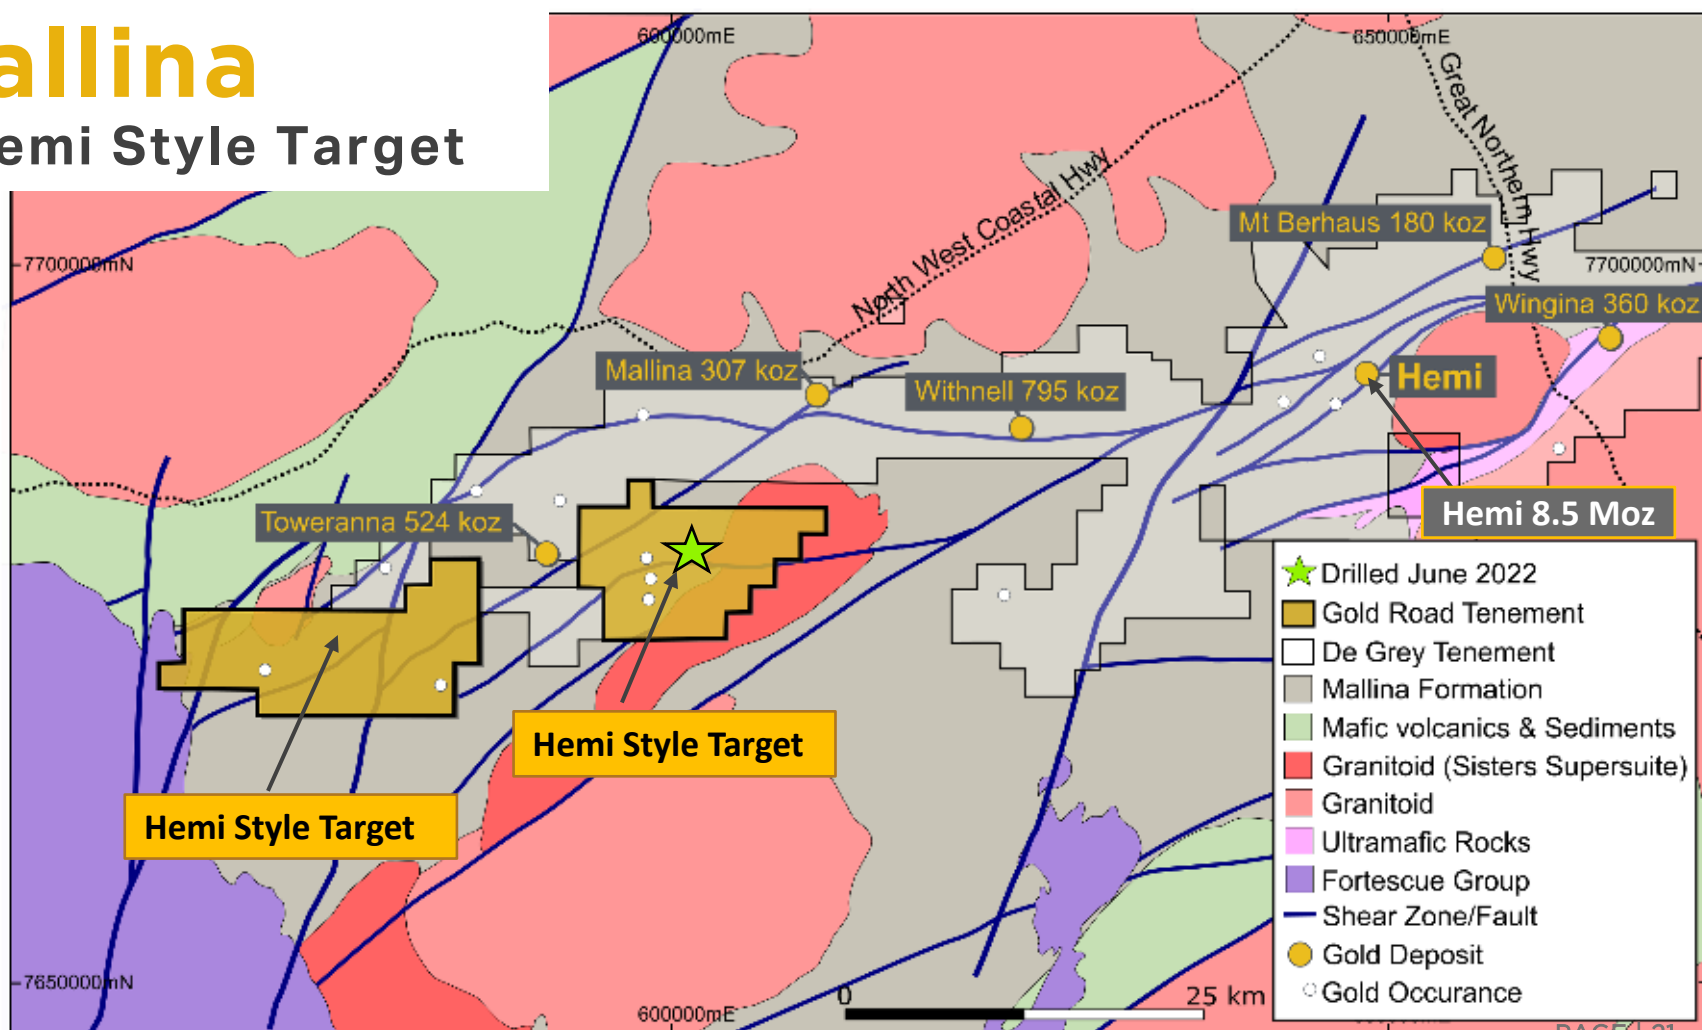 allina
emi Style Target
600000mE
650000mE
Great Northern Hwy
North West Coastal Hwy
Mt Berhaus 180 koz
7700000mN
7700000mN
Wingina 360 koz
Mallina 307 koz
Withnell 795 koz
Hemi
Toweranna 524 koz
Hemi 8.5 Moz
Hemi Style Target
Hemi Style Target
Drilled June 2022
Gold Road Tenement
De Grey Tenement
Mallina Formation
Mafic volcanics & Sediments
Granitoid (Sisters Supersuite)
Granitoid
Ultramafic Rocks
Fortescue Group
Shear Zone/Fault
Gold Deposit
Gold Occurance
7650000mN
600000mE
0
25 km